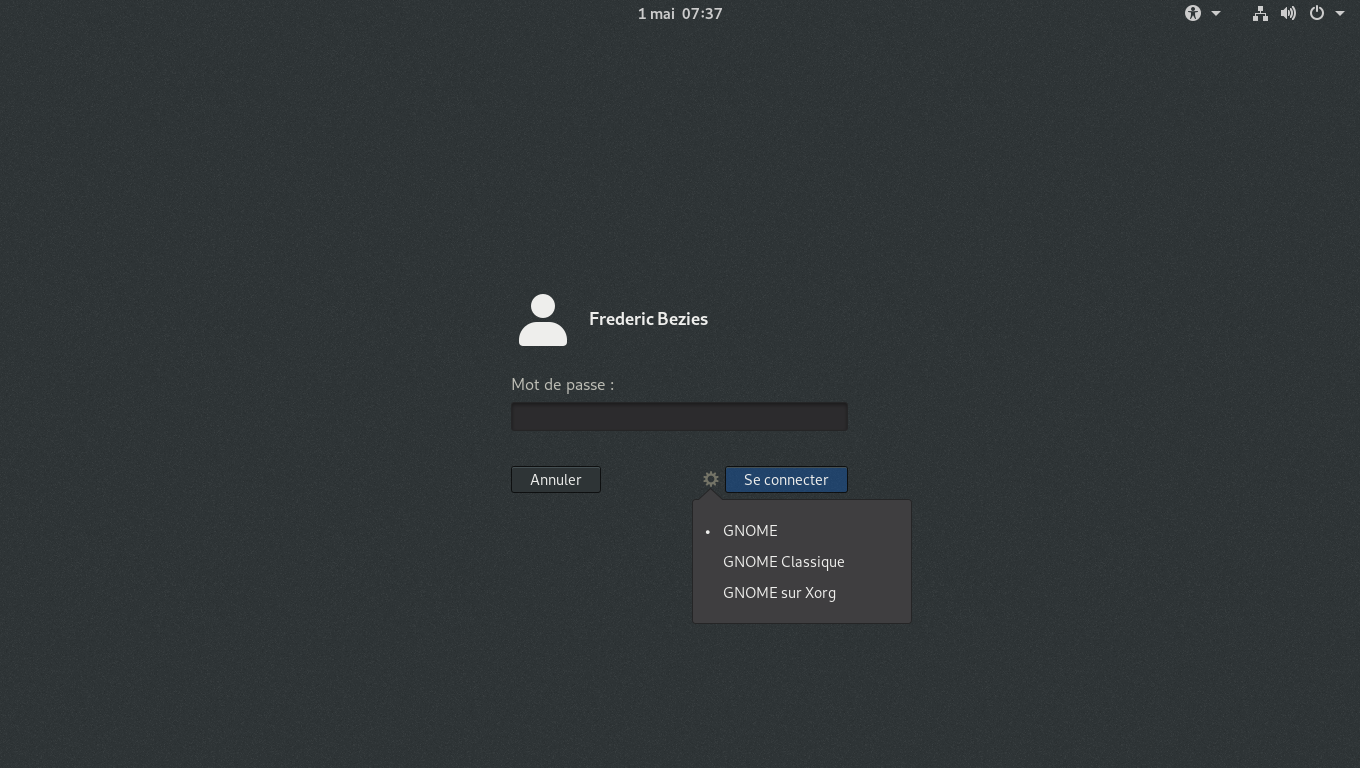 1 mai 07:37
Frederic Bezies
Mot de passe :
Annuler
Se connecter
• GNOME
GNOME Classique
GNOME sur Xorg